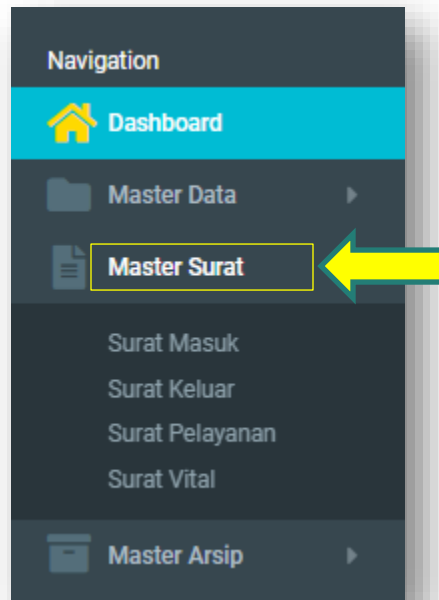 Navigation
Dashboard
Master Data
Master Surat
Surat Masuk
Surat Keluar
Surat Pelayanan
Surat Vital
Master Arsip